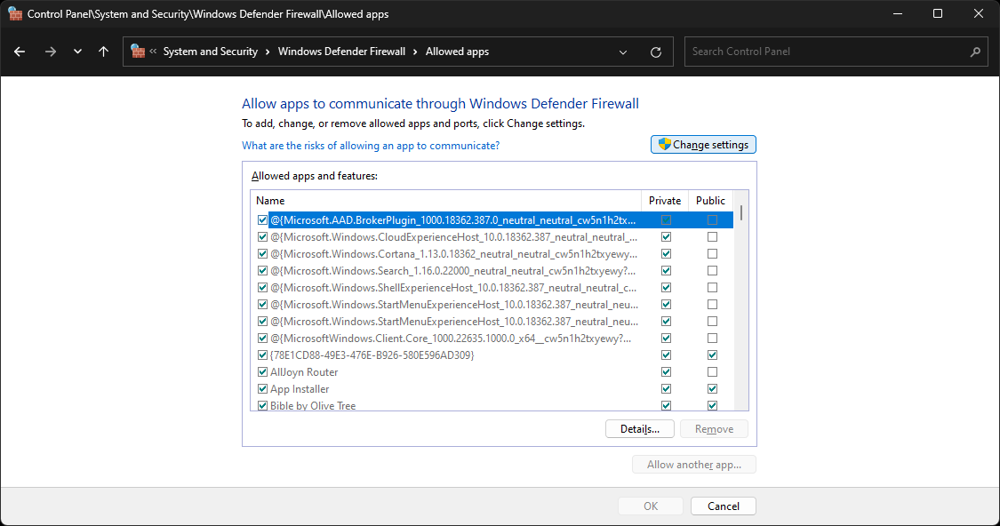 Control Panel\System and Security\Windows Defender Firewall\Allowed apps
« System and Security › Windows Defender Firewall › Allowed apps
Search Control Panel
Allow apps to communicate through Windows Defender Firewall
To add, change, or remove allowed apps and ports, click Change settings.
What are the risks of allowing an app to communicate?
Change settings
Allowed apps and features:
Name Private Public
@{Microsoft.AAD.BrokerPlugin_1000.18362.387.0_neutral_neutral_cw5n1h2tx...
@{Microsoft.Windows.CloudExperienceHost_10.0.18362.387_neutral_neutral_...
@{Microsoft.Windows.Cortana_1.13.0.18362_neutral_neutral_cw5n1h2txyewy...
@{Microsoft.Windows.Search_1.16.0.22000_neutral_neutral_cw5n1h2txyewy?...
@{Microsoft.Windows.ShellExperienceHost_10.0.18362.387_neutral_neutral_c...
@{Microsoft.Windows.StartMenuExperienceHost_10.0.18362.387_neutral_neu...
@{Microsoft.Windows.StartMenuExperienceHost_10.0.18362.387_neutral_neu...
@{MicrosoftWindows.Client.Core_1000.22635.1000.0_x64__cw5n1h2txyewy?...
{78E1CD88-49E3-476E-B926-580E596AD309}
AllJoyn Router
App Installer
Bible by Olive Tree
Details... Remove
Allow another app...
OK Cancel